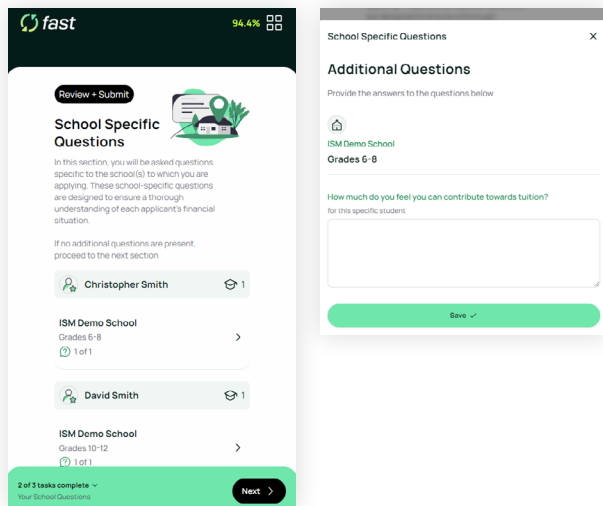 fast
94.4%
Review + Submit
School Specific
Questions
In this section, you will be asked questions
specific to the school(s) to which you are
applying. These school-specific questions
are designed to ensure a thorough
understanding of each applicant's financial
situation.
If no additional questions are present,
proceed to the next section
Christopher Smith
1
ISM Demo School
Grades 6-8
1 of 1
David Smith
1
ISM Demo School
Grades 10-12
1 of 1
2 of 3 tasks complete
Your School Questions
Next
School Specific Questions
Additional Questions
Provide the answers to the questions below
ISM Demo School
Grades 6-8
How much do you feel you can contribute towards tuition?
for this specific student
Save